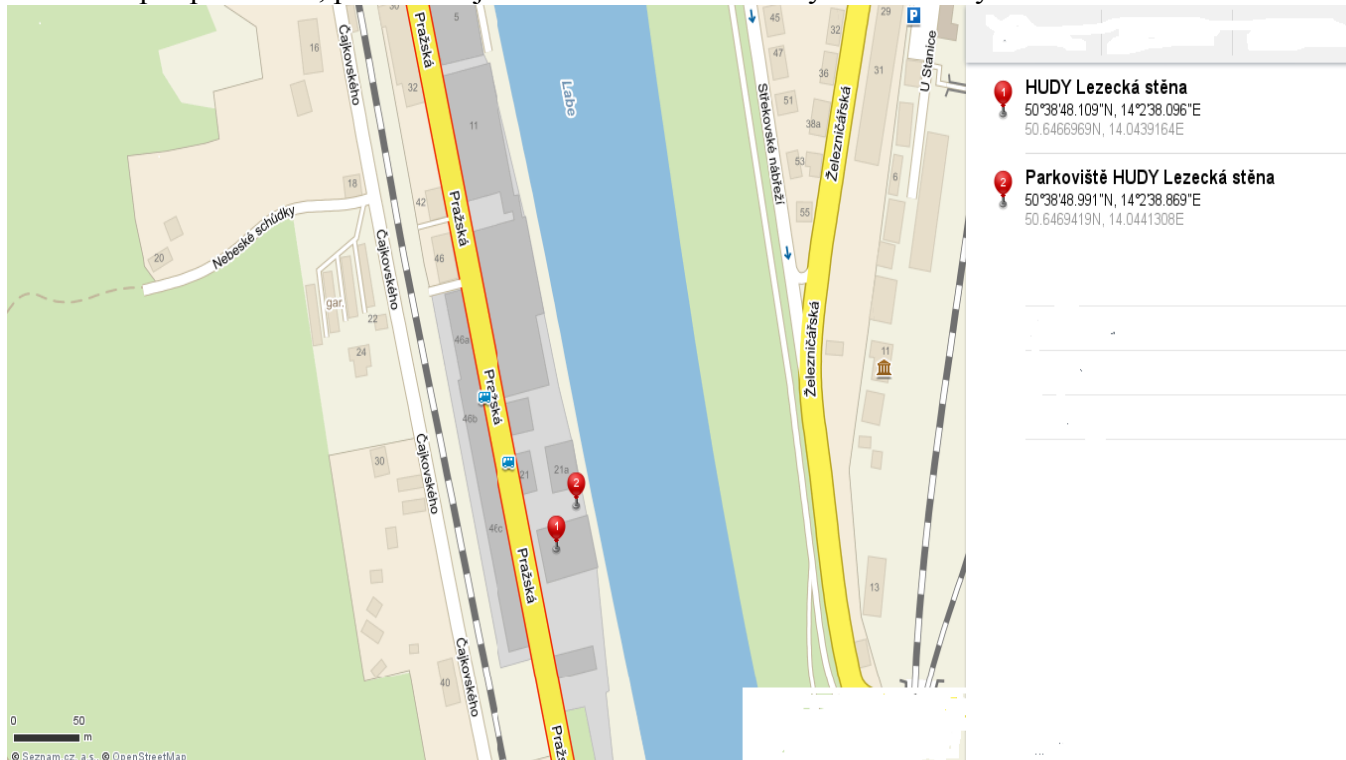 HUDY Lezecká stěna
50°38'48.109"N, 14°2'38.096"E
50.6466969N, 14.0439164E
Parkoviště HUDY Lezecká stěna
50°38'48.991"N, 14°2'38.869"E
50.6469419N, 14.0441308E
1
2
Pražská
5
16
Čajkovského
32
11
Labe
45
47
51
53
55
Střekovské nábřeží
32
36
38a
Železničářská
29
31
P
U Stanice
6
18
42
Pražská
46
Nebeské schůdky
20
gar.
22
24
Čajkovského
46a
Pražská
46b
Železničářská
11
30
Čajkovského
21
21a
2
1
46c
Pražská
13
Čajkovského
40
0 50
m
© Seznam.cz, a.s., © OpenStreetMap